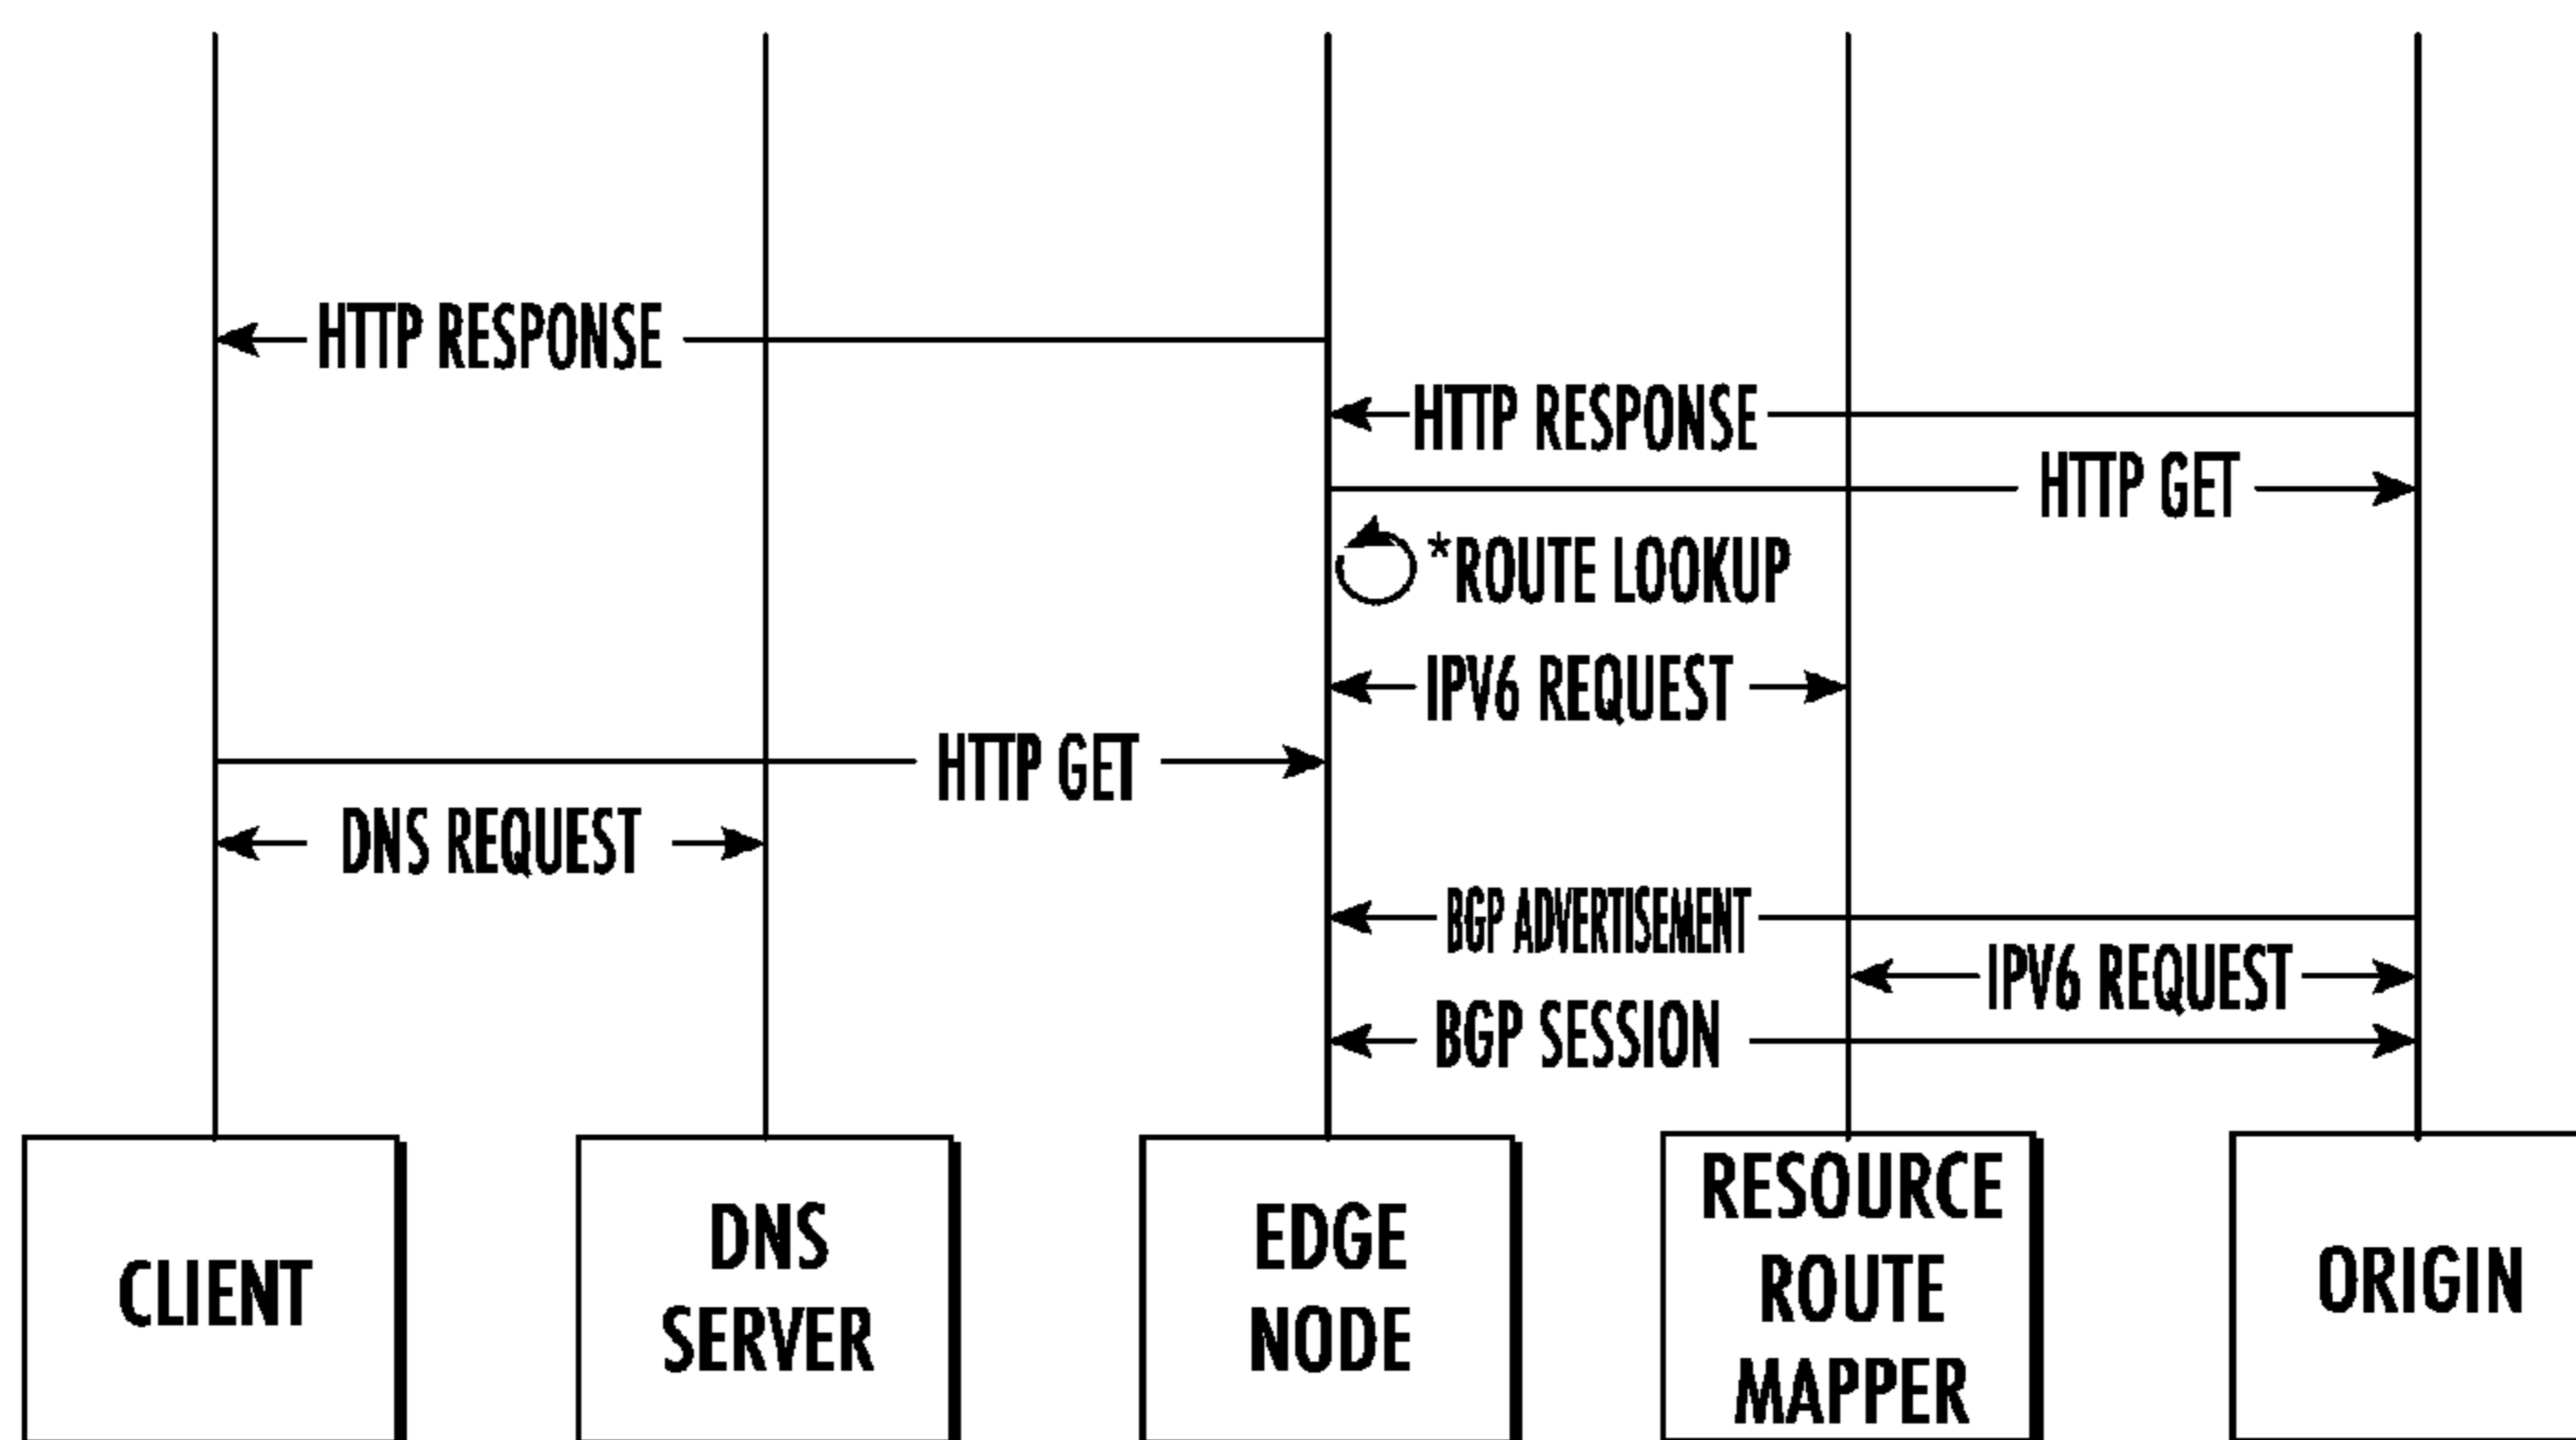 HTTP RESPONSE
HTTP RESPONSE
HTTP GET
*ROUTE LOOKUP
IPV6 REQUEST
HTTP GET
DNS REQUEST
BGP ADVERTISEMENT
IPV6 REQUEST
BGP SESSION
CLIENT
DNS
SERVER
EDGE
NODE
RESOURCE
ROUTE
MAPPER
ORIGIN